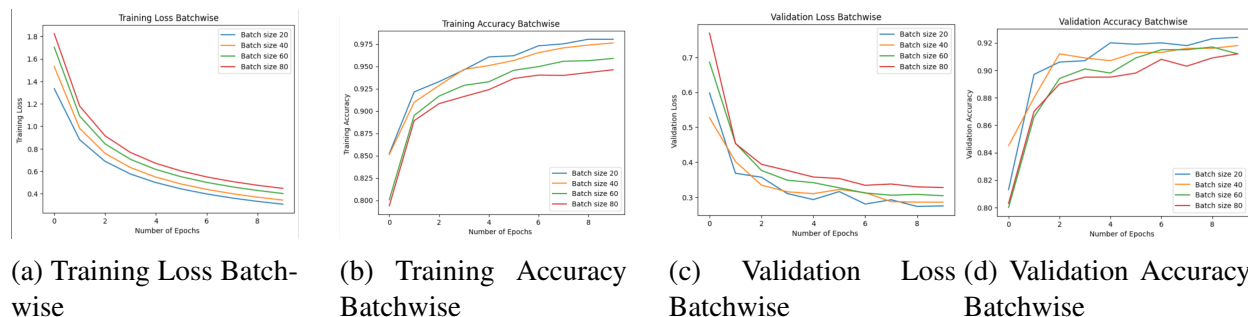 Training Loss Batchwise
1.8
1.6
1.4
1.2
1.0
0.8
0.6
0.4
Training Loss
0 2 4 6 8
Number of Epochs
Batch size 20
Batch size 40
Batch size 60
Batch size 80
(a) Training Loss Batch-
wise
Training Accuracy Batchwise
0.975
0.950
0.925
0.900
0.875
0.850
0.825
0.800
Training Accuracy
0 2 4 6 8
Number of Epochs
Batch size 20
Batch size 40
Batch size 60
Batch size 80
(b) Training Accuracy
Batchwise
Validation Loss Batchwise
0.7
0.6
0.5
0.4
0.3
Validation Loss
0 2 4 6 8
Number of Epochs
Batch size 20
Batch size 40
Batch size 60
Batch size 80
(c) Validation Loss
Batchwise
Validation Accuracy Batchwise
0.92
0.90
0.88
0.86
0.84
0.82
0.80
Validation Accuracy
0 2 4 6 8
Number of Epochs
Batch size 20
Batch size 40
Batch size 60
Batch size 80
(d) Validation Accuracy
Batchwise